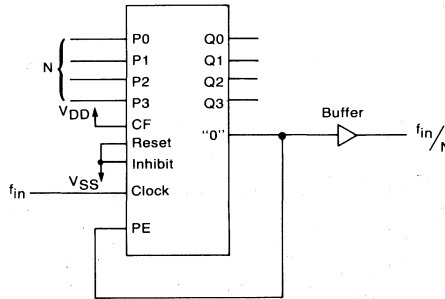 P0 Q0
N P1 Q1
P2 Q2
P3 Q3
VDD
CF
"0"
Buffer
fin/N
Reset
Inhibit
VSS
fin Clock
PE